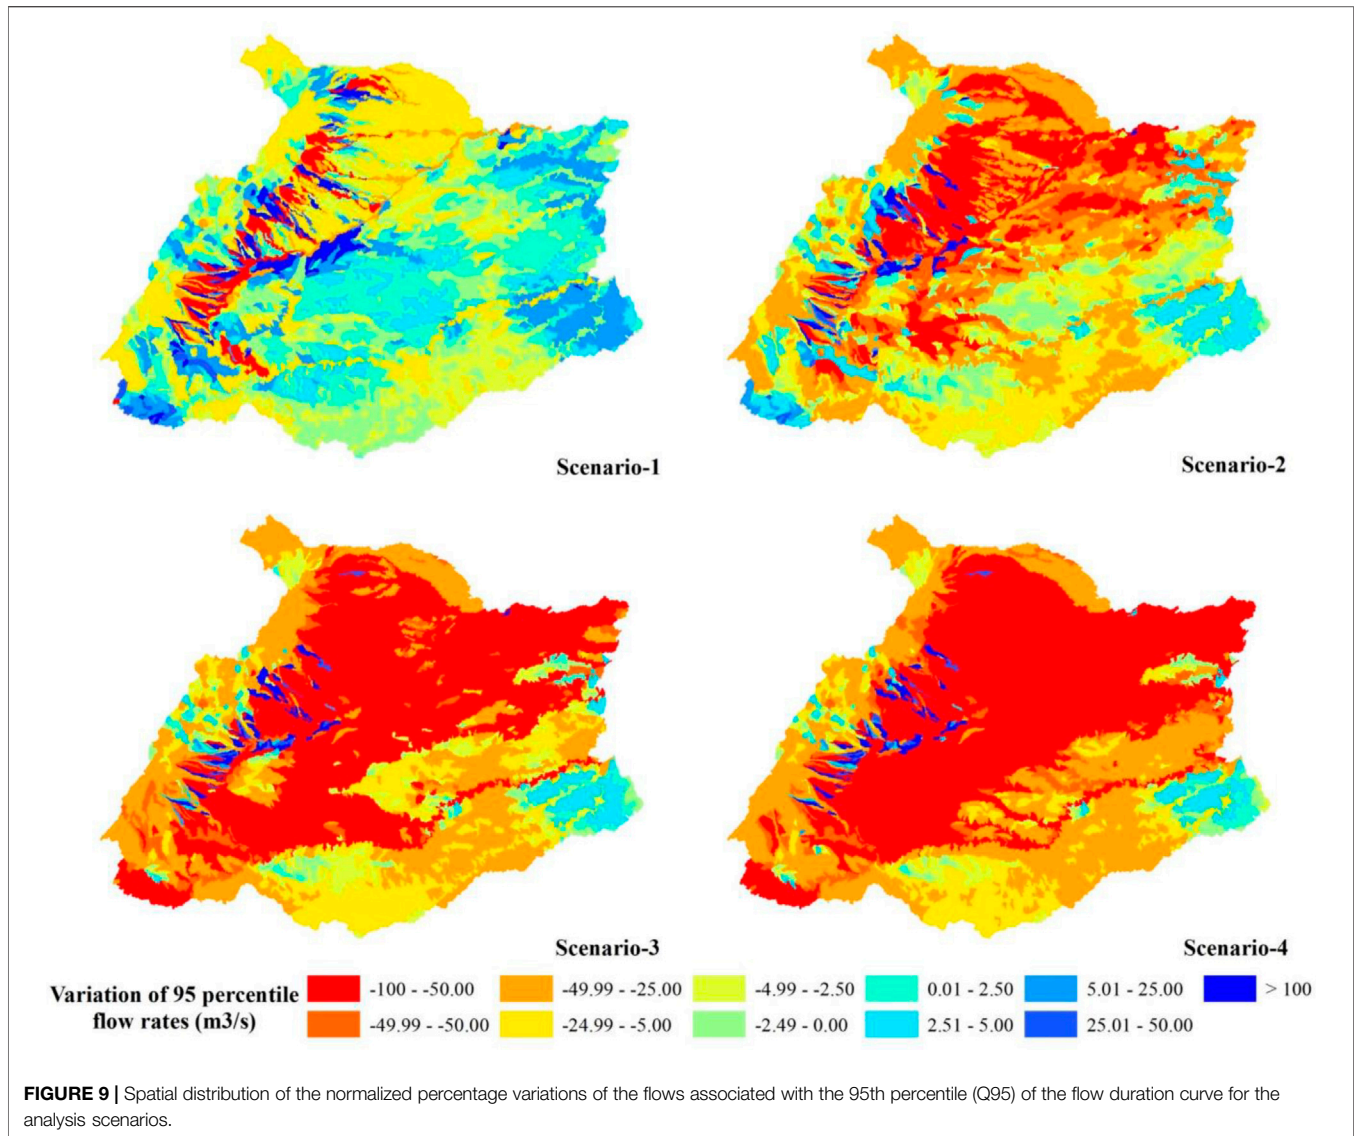 Scenario-1
Scenario-2
Scenario-3
Scenario-4
Variation of 95 percentile
flow rates (m3/s)
-100 - -50.00
-49.99 - -25.00
-4.99 - -2.50
0.01 - 2.50
5.01 - 25.00
> 100
-49.99 - -50.00
-24.99 - -5.00
-2.49 - 0.00
2.51 - 5.00
25.01 - 50.00
FIGURE 9 | Spatial distribution of the normalized percentage variations of the flows associated with the 95th percentile (Q95) of the flow duration curve for the
analysis scenarios.